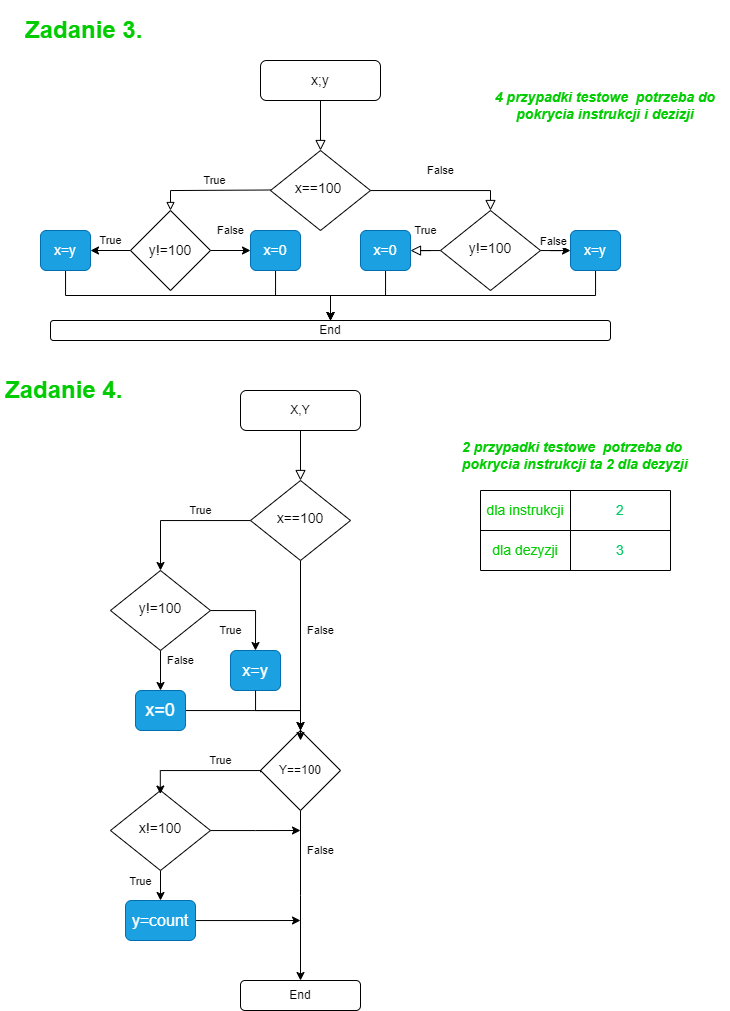 Zadanie 3.
x;y
4 przypadki testowe  potrzeba do
pokrycia instrukcji i dezizji
x==100
True
False
y!=100
True
False
x=y
x=0
y!=100
True
False
x=0
x=y
End
Zadanie 4.
X,Y
2 przypadki testowe  potrzeba do
pokrycia instrukcji ta 2 dla dezyzji
dla instrukcji 2
dla dezyzji 3
x==100
True
False
y!=100
True
False
x=y
x=0
Y==100
True
False
x!=100
True
y=count
End